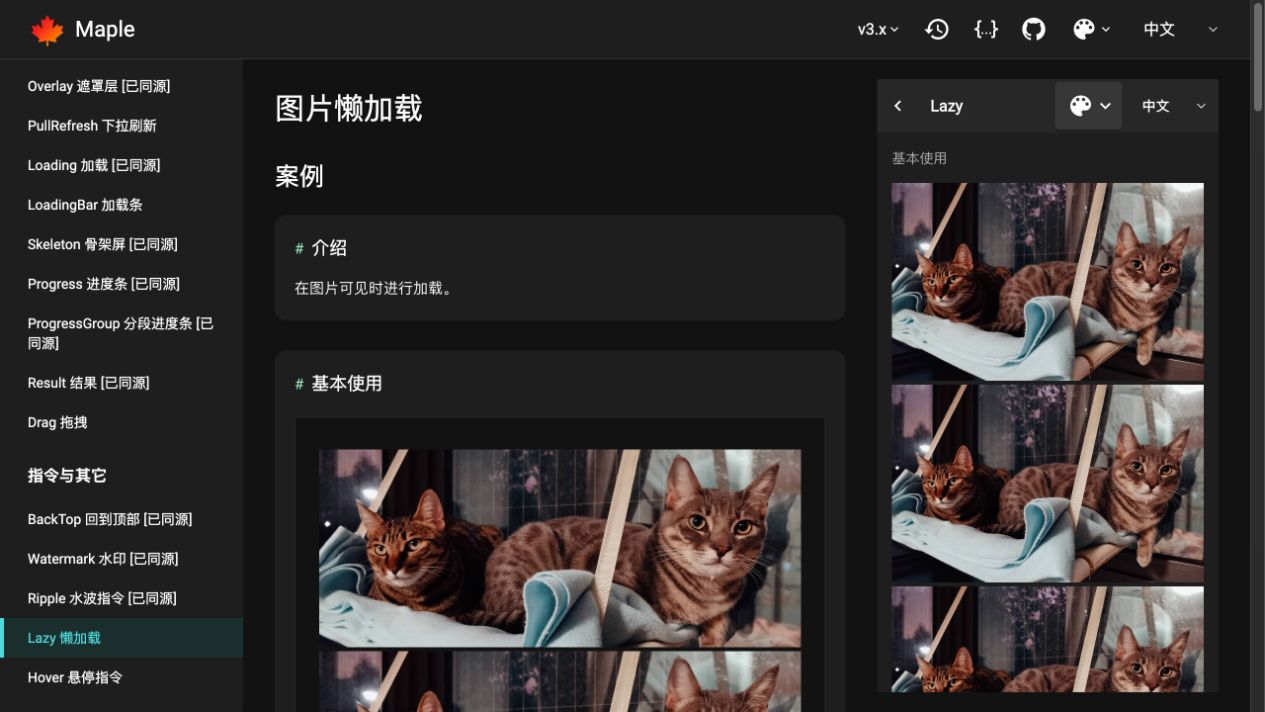 Maple
v3.x
中文
Overlay 遮罩层 [已同源]
PullRefresh 下拉刷新
Loading 加载 [已同源]
LoadingBar 加载条
Skeleton 骨架屏 [已同源]
Progress 进度条 [已同源]
ProgressGroup 分段进度条 [已
同源]
Result 结果 [已同源]
Drag 拖拽
指令与其它
BackTop 回到顶部 [已同源]
Watermark 水印 [已同源]
Ripple 水波指令 [已同源]
Lazy 懒加载
Hover 悬停指令
图片懒加载
案例
# 介绍
在图片可见时进行加载。
# 基本使用
Lazy
中文
基本使用